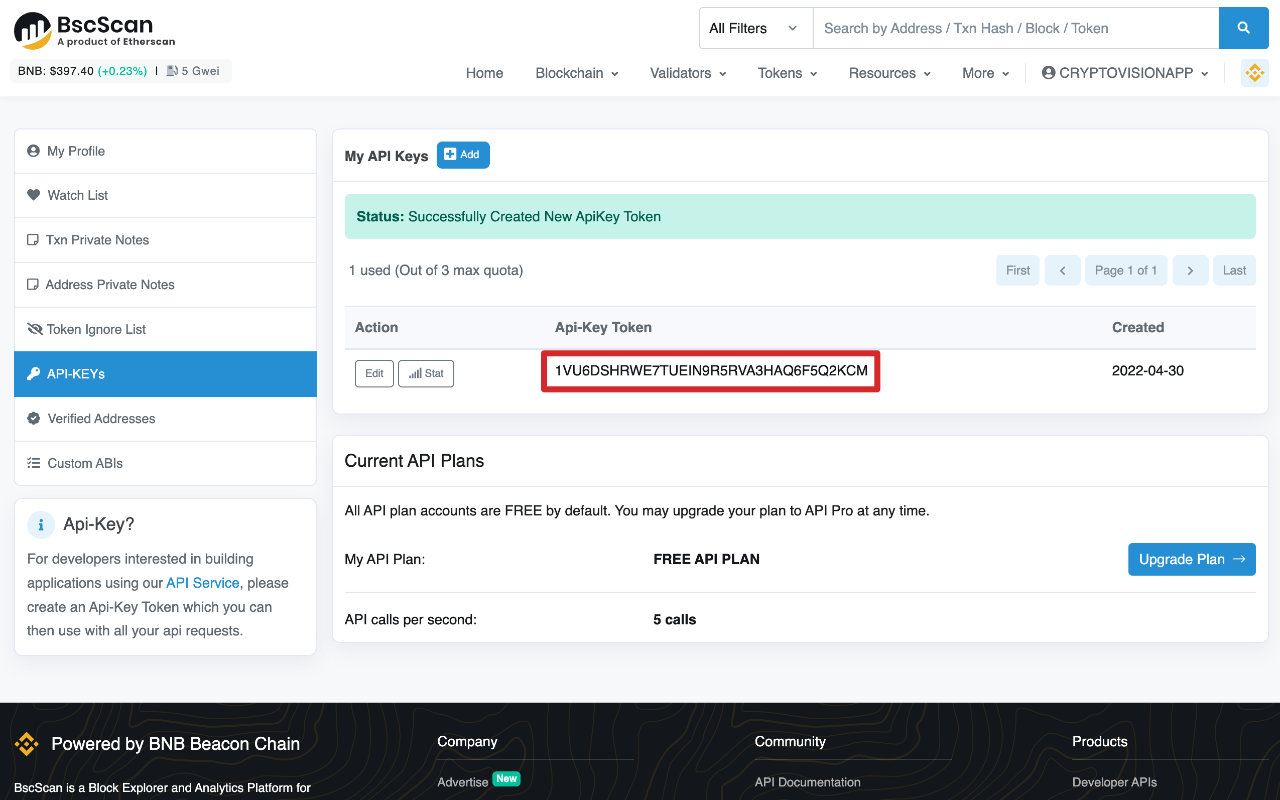 BscScan
A product of Etherscan
All Filters
Search by Address / Txn Hash / Block / Token
BNB: $397.40 (+0.23%) | 5 Gwei
Home Blockchain Validators Tokens Resources More CRYPTOVISIONAPP
My Profile
Watch List
Txn Private Notes
Address Private Notes
Token Ignore List
API-KEYs
Verified Addresses
Custom ABIs
Api-Key?
For developers interested in building
applications using our API Service, please
create an Api-Key Token which you can
then use with all your api requests.
My API Keys Add
Status: Successfully Created New ApiKey Token
1 used (Out of 3 max quota)
First Page 1 of 1 Last
Action Api-Key Token Created
Edit Stat 1VU6DSHRWE7TUEIN9R5RVA3HAQ6F5Q2KCM 2022-04-30
Current API Plans
All API plan accounts are FREE by default. You may upgrade your plan to API Pro at any time.
My API Plan: FREE API PLAN Upgrade Plan →
API calls per second: 5 calls
Powered by BNB Beacon Chain
BscScan is a Block Explorer and Analytics Platform for
Company
Advertise New
Community
API Documentation
Products
Developer APIs